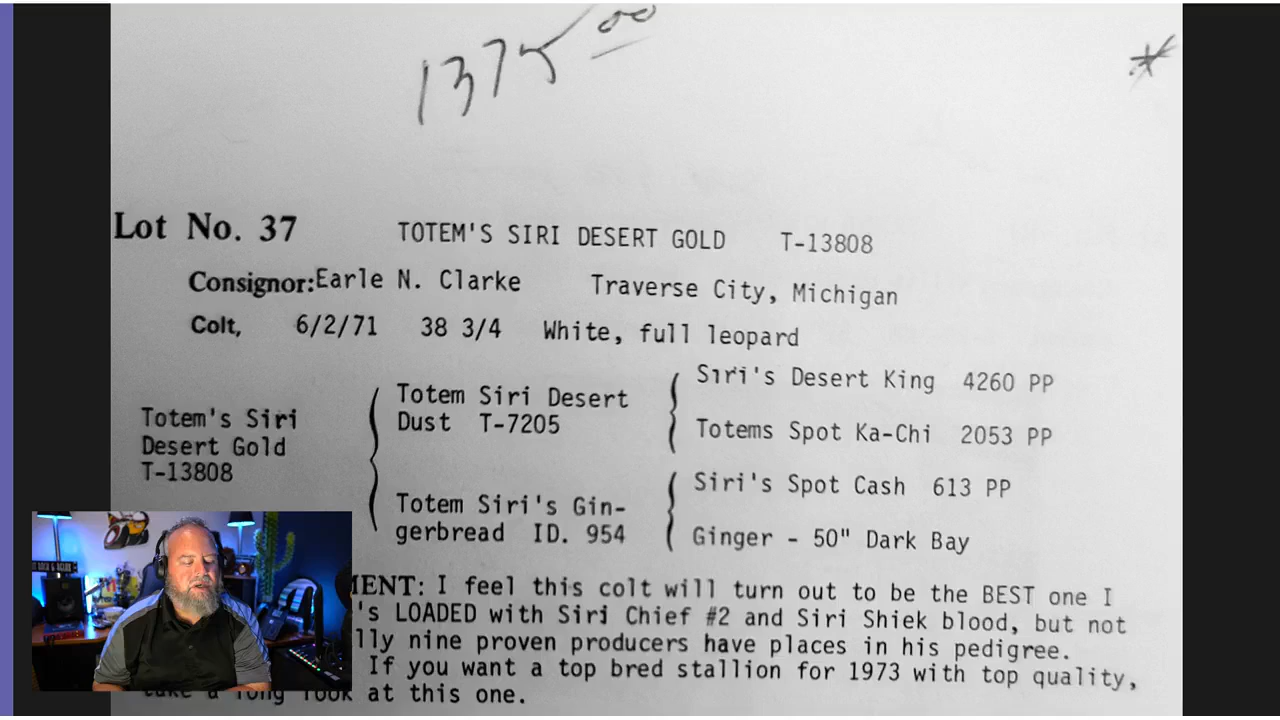 1375 00
*
Lot No. 37 TOTEM'S SIRI DESERT GOLD T-13808
Consignor: Earle N. Clarke Traverse City, Michigan
Colt, 6/2/71 38 3/4 White, full leopard
Siri's Desert King 4260 PP
Totem Siri Desert
Dust T-7205
Totems Spot Ka-Chi 2053 PP
Totem's Siri
Desert Gold
T-13808
Siri's Spot Cash 613 PP
Totem Siri's Gin-
gerbread ID. 954
Ginger - 50" Dark Bay
MENT: I feel this colt will turn out to be the BEST one I
's LOADED with Siri Chief #2 and Siri Shiek blood, but not
lly nine proven producers have places in his pedigree.
If you want a top bred stallion for 1973 with top quality,
take a long look at this one.